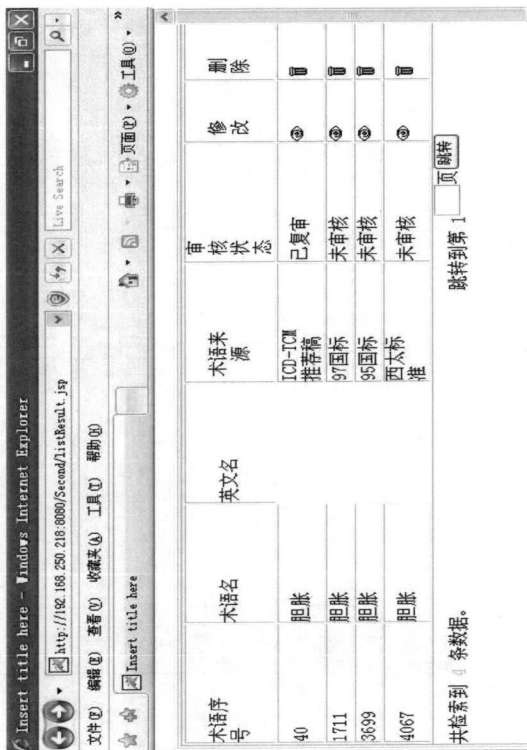 Insert title here - Windows Internet Explorer
http://192.168.250.218:8080/Second/listResult.jsp
Live Search
文件(F) 编辑(E) 查看(V) 收藏夹(A) 工具(T) 帮助(H)
Insert title here
页面(P) 工具(O)
术语序号 术语名 英文名 术语来源 审核状态 修改 删除
40 胆胀 ICD-TCM推荐稿 已复审
1711 胆胀 97国标 未审核
3699 胆胀 95国标 未审核
4067 胆胀 西太标准 未审核
共检索到 4 条数据。 跳转到第 1 页 跳转